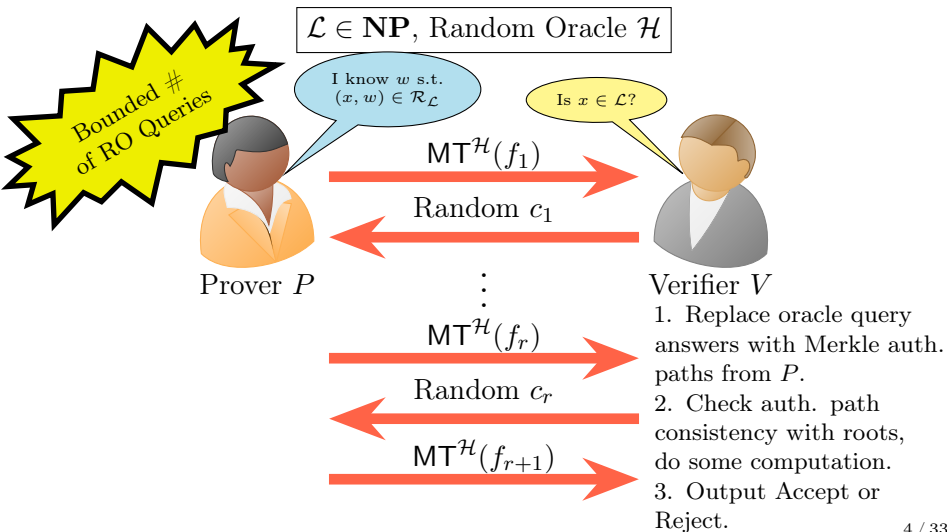 ℒ ∈ NP, Random Oracle ℋ
Bounded #
of RO Queries
I know w s.t.
(x, w) ∈ ℛ_ℒ
Is x ∈ ℒ?
MT^ℋ(f_1)
Random c_1
Prover P
Verifier V
⋮
MT^ℋ(f_r)
Random c_r
MT^ℋ(f_{r+1})
1. Replace oracle query
answers with Merkle auth.
paths from P.
2. Check auth. path
consistency with roots,
do some computation.
3. Output Accept or
Reject.
4 / 33